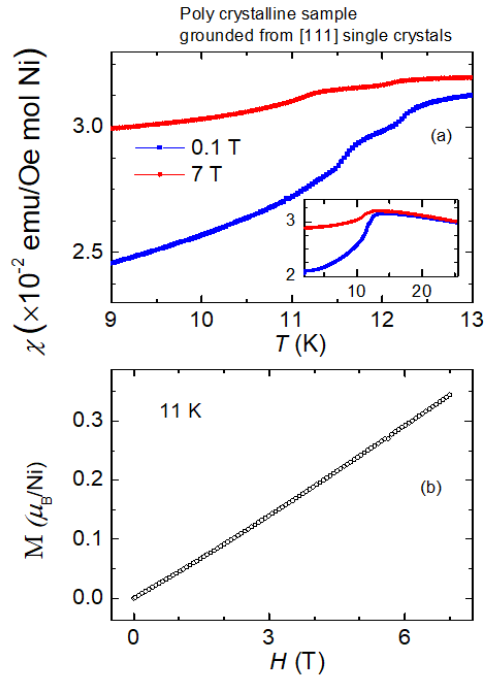 Poly crystalline sample
grounded from [111] single crystals
χ (×10⁻² emu/Oe mol Ni
3.0
2.5
(a)
0.1 T
7 T
3
2
10 20
9 10 11 12 13
T (K)
M (μB/Ni)
0.3
0.2
0.1
0.0
11 K
(b)
0 3 6
H (T)